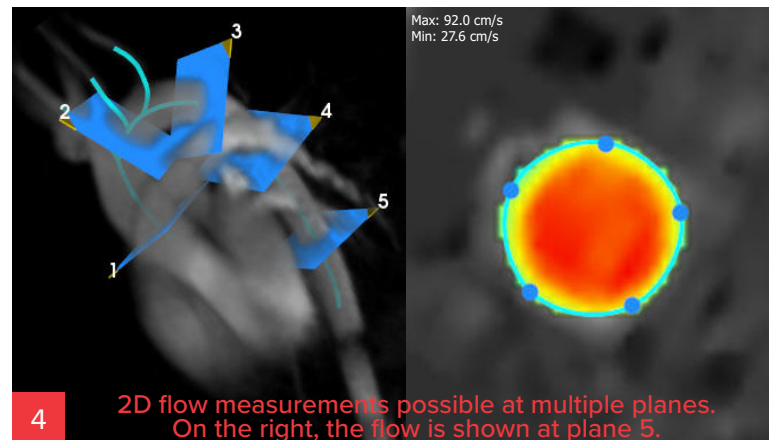 Max: 92.0 cm/s
Min: 27.6 cm/s
3
2
4
5
1
4
2D flow measurements possible at multiple planes.
On the right, the flow is shown at plane 5.